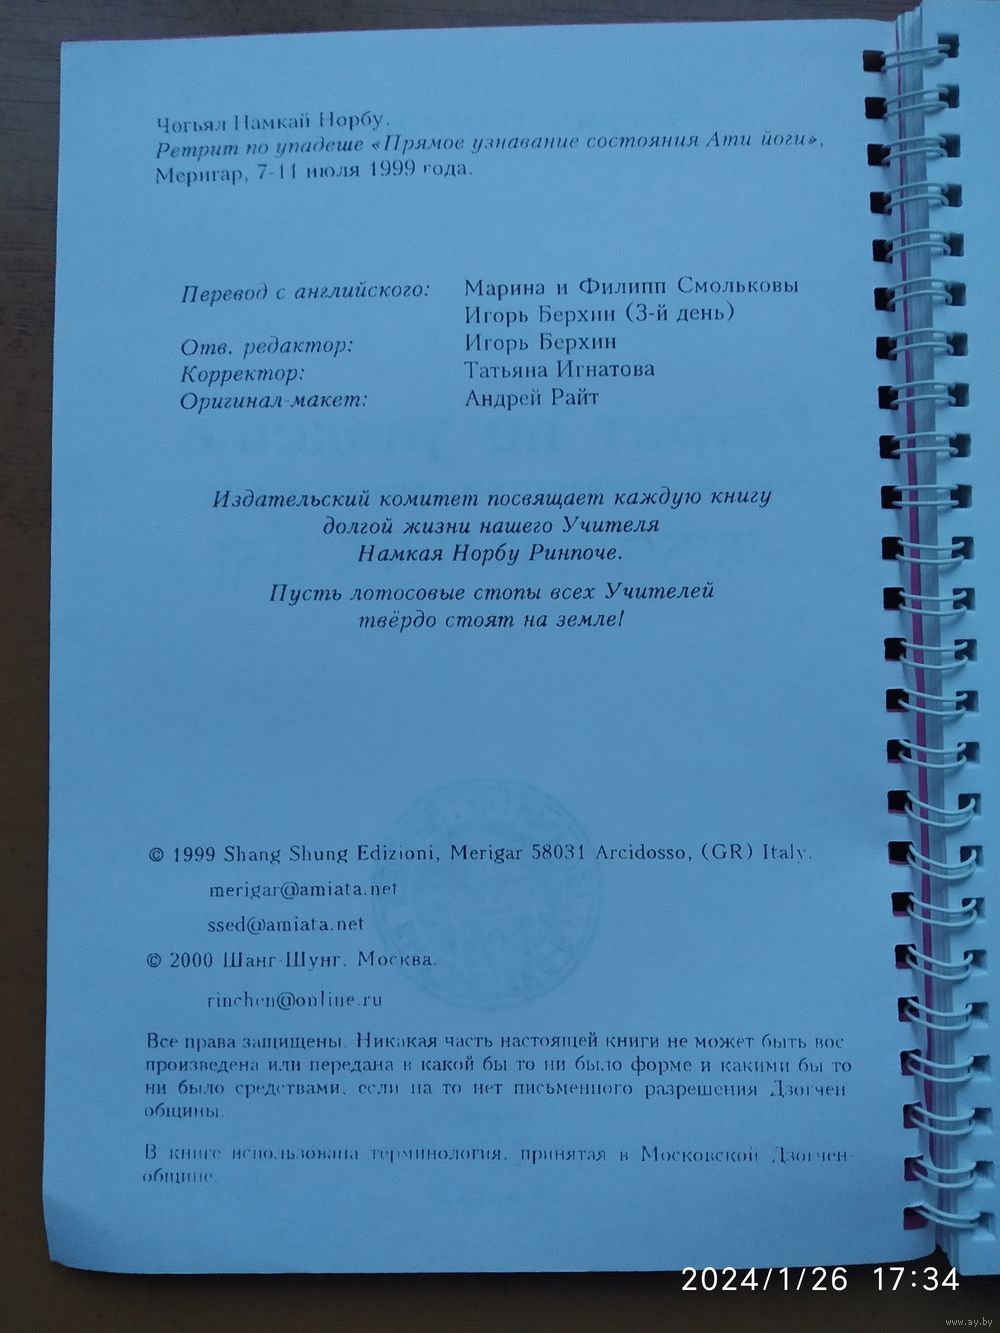 Чогьял Намкай Норбу.
Ретрит по упадеше «Прямое узнавание состояния Ати йоги»,
Меригар, 7-11 июля 1999 года.
Перевод с английского: Марина и Филипп Смольковы
Игорь Берхин (3-й день)
Отв. редактор: Игорь Берхин
Корректор: Татьяна Игнатова
Оригинал-макет: Андрей Райт
Издательский комитет посвящает каждую книгу
долгой жизни нашего Учителя
Намкая Норбу Ринпоче.
Пусть лотосовые стопы всех Учителей
твёрдо стоят на земле!
© 1999 Shang Shung Edizioni, Merigar 58031 Arcidosso, (GR) Italy.
merigar@amiata.net
ssed@amiata.net
© 2000 Шанг-Шунг. Москва.
rinchen@online.ru
Все права защищены. Никакая часть настоящей книги не может быть вос
произведена или передана в какой бы то ни было форме и какими бы то
ни было средствами, если на то нет письменного разрешения Дзогчен
общины.
В книге использована терминология, принятая в Московской Дзогчен-
общине.
2024/1/26 17:34
www.ay.by